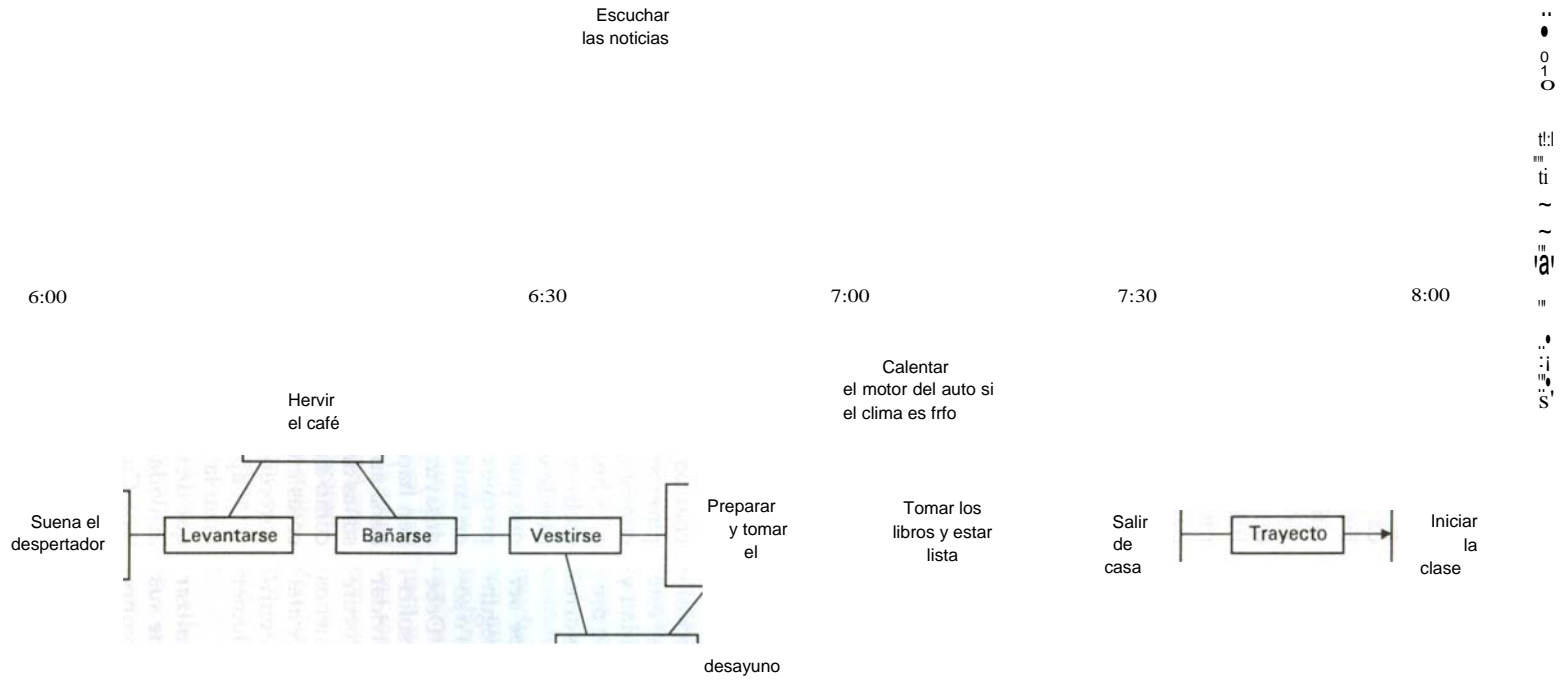 Escuchar
las noticias
6:00 6:30 7:00 7:30 8:00
Calentar
el motor del auto si
el clima es frfo
Hervir
el café
Suena el
despertador
Levantarse
Bañarse
Vestirse
Preparar
y tomar
el
desayuno
Tomar los
libros y estar
lista
Salir
de
casa
Trayecto
Iniciar
la
clase